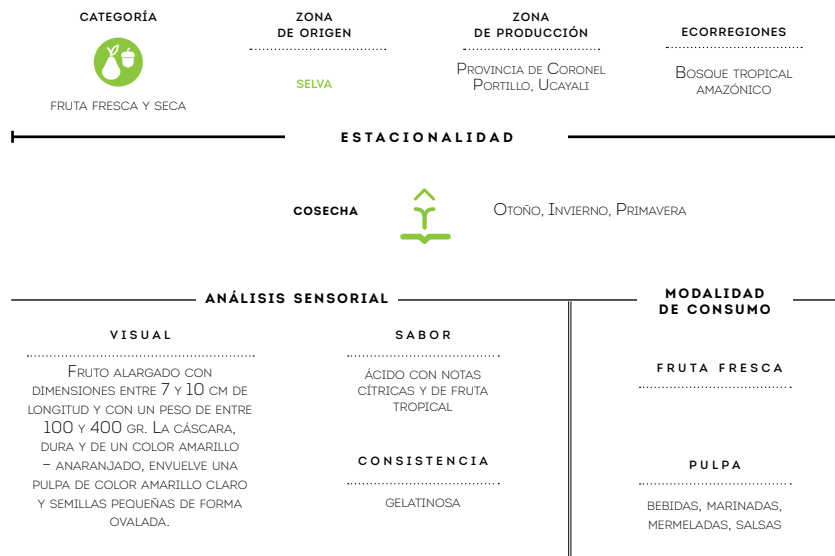 CATEGORÍA
FRUTA FRESCA Y SECA
ZONA
DE ORIGEN
SELVA
ZONA
DE PRODUCCIÓN
Provincia de Coronel
Portillo, Ucayali
ECORREGIONES
Bosque tropical
amazónico
ESTACIONALIDAD
COSECHA
Otoño, Invierno, Primavera
ANÁLISIS SENSORIAL
VISUAL
Fruto alargado con
dimensiones entre 7 y 10 cm de
longitud y con un peso de entre
100 y 400 gr. La cáscara,
dura y de un color amarillo
– anaranjado, envuelve una
pulpa de color amarillo claro
y semillas pequeñas de forma
ovalada.
SABOR
ácido con notas
cítricas y de fruta
tropical
CONSISTENCIA
gelatinosa
MODALIDAD
DE CONSUMO
FRUTA FRESCA
PULPA
bebidas, marinadas,
mermeladas, salsas